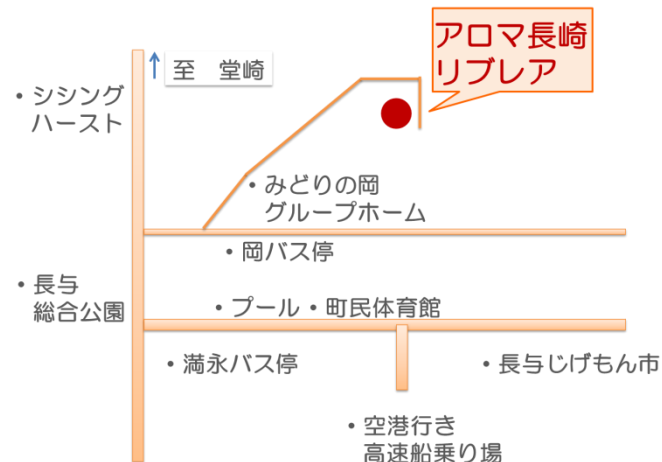 アロマ長崎
リブレア
↑ 至　堂崎
・シシング
ハースト
・みどりの岡
グループホーム
・岡バス停
・長与
総合公園
・プール・町民体育館
・満永バス停
・長与じげもん市
・空港行き
高速船乗り場